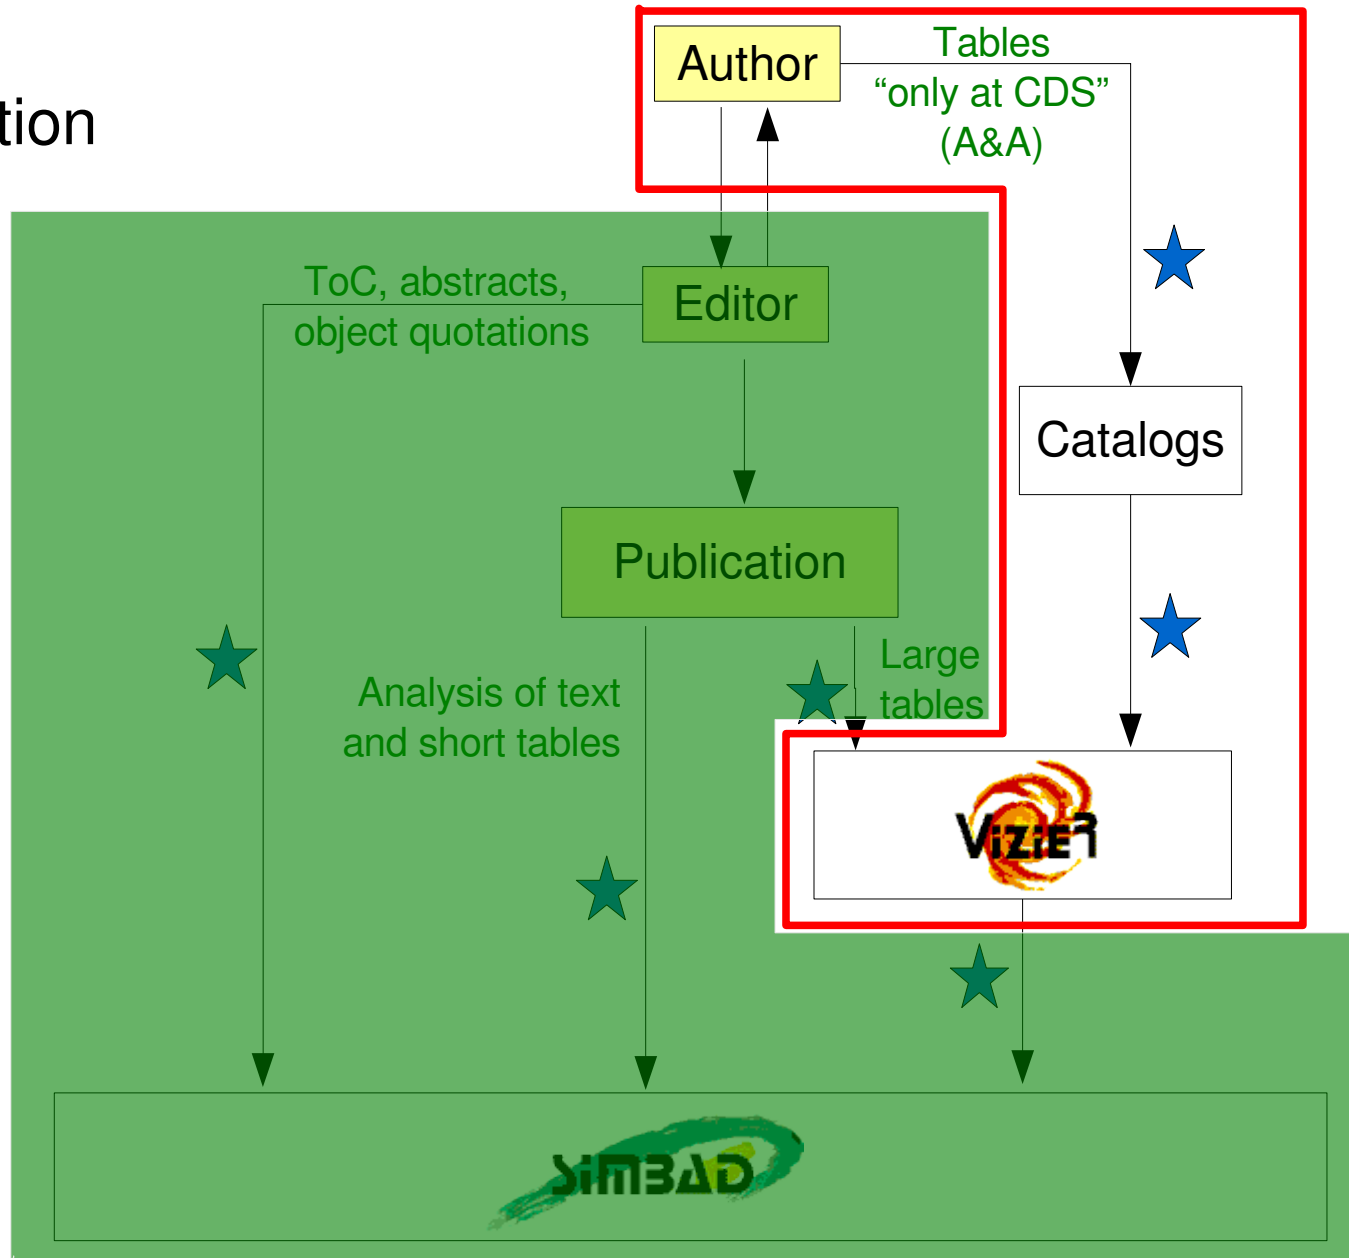 Author
Tables
“only at CDS”
(A&A)
tion
ToC, abstracts,
object quotations
Editor
Catalogs
Publication
Large
tables
Analysis of text
and short tables
VizieR
SIMBAD